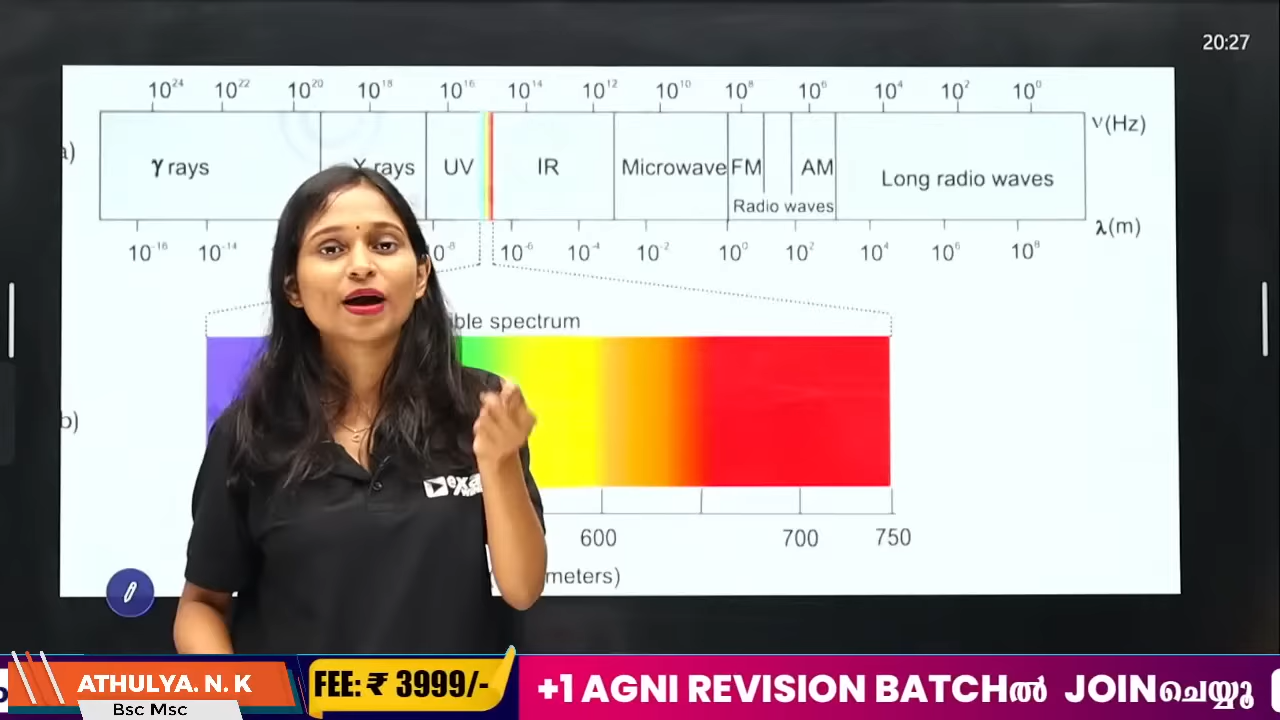 20:27
10²⁴ 10²² 10²⁰ 10¹⁸ 10¹⁶ 10¹⁴ 10¹² 10¹⁰ 10⁸ 10⁶ 10⁴ 10² 10⁰
ν(Hz)
a)
γ rays X rays UV IR Microwave FM AM Long radio waves
Radio waves
λ(m)
10⁻¹⁶ 10⁻¹⁴ 10⁻⁶ 10⁻⁴ 10⁻² 10⁰ 10² 10⁴ 10⁶ 10⁸
spectrum
b)
600 700 750
meters)
ATHULYA. N. K
Bsc Msc
FEE: ₹ 3999/-
+1 AGNI REVISION BATCHൽ JOINചെയ്യൂ